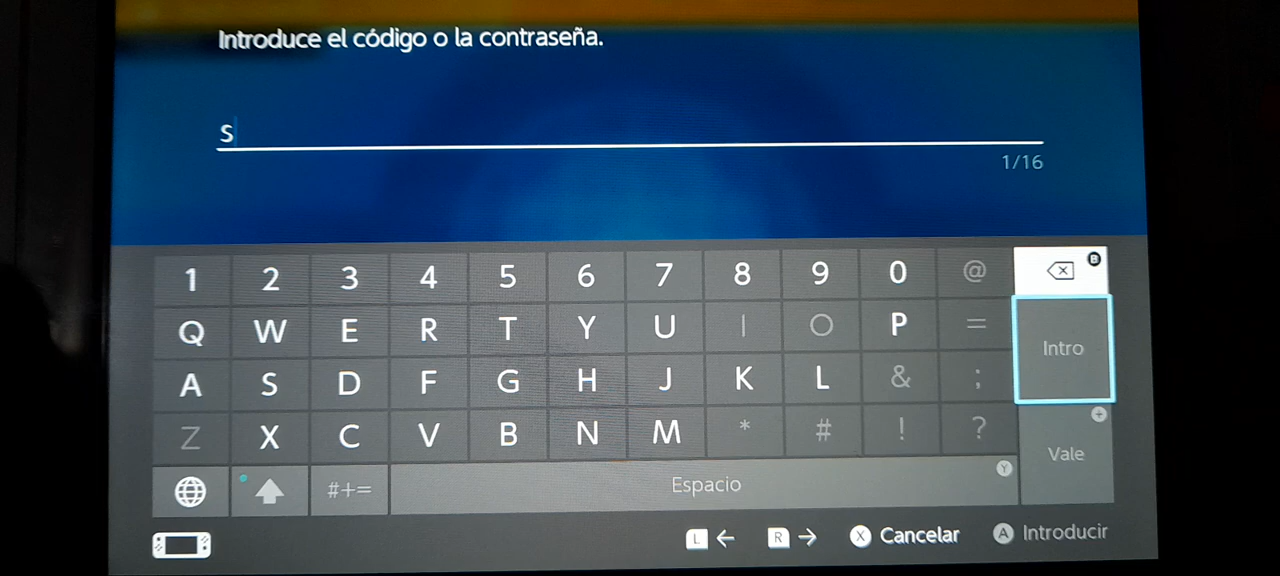 Introduce el código o la contraseña.
S
1/16
1 2 3 4 5 6 7 8 9 0 @ B
Q W E R T Y U I O P = Intro
A S D F G H J K L & ;
Z X C V B N M * # ! ? + Vale
#+= Espacio Y
L ← R → X Cancelar A Introducir